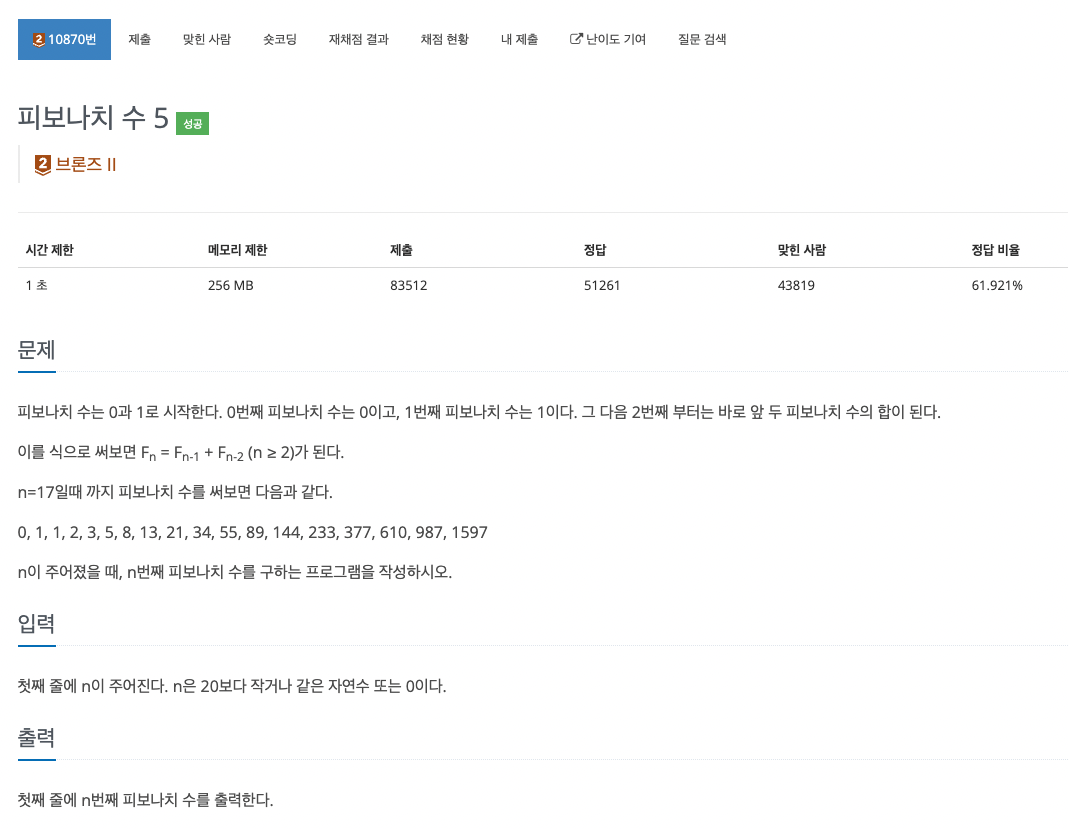 2 10870번 제출 맞힌 사람 숏코딩 재채점 결과 채점 현황 내 제출 난이도 기여 질문 검색
피보나치 수 5 성공
2 브론즈 II
시간 제한 메모리 제한 제출 정답 맞힌 사람 정답 비율
1 초 256 MB 83512 51261 43819 61.921%
문제
피보나치 수는 0과 1로 시작한다. 0번째 피보나치 수는 0이고, 1번째 피보나치 수는 1이다. 그 다음 2번째 부터는 바로 앞 두 피보나치 수의 합이 된다.
이를 식으로 써보면 Fn = Fn-1 + Fn-2 (n ≥ 2)가 된다.
n=17일때 까지 피보나치 수를 써보면 다음과 같다.
0, 1, 1, 2, 3, 5, 8, 13, 21, 34, 55, 89, 144, 233, 377, 610, 987, 1597
n이 주어졌을 때, n번째 피보나치 수를 구하는 프로그램을 작성하시오.
입력
첫째 줄에 n이 주어진다. n은 20보다 작거나 같은 자연수 또는 0이다.
출력
첫째 줄에 n번째 피보나치 수를 출력한다.